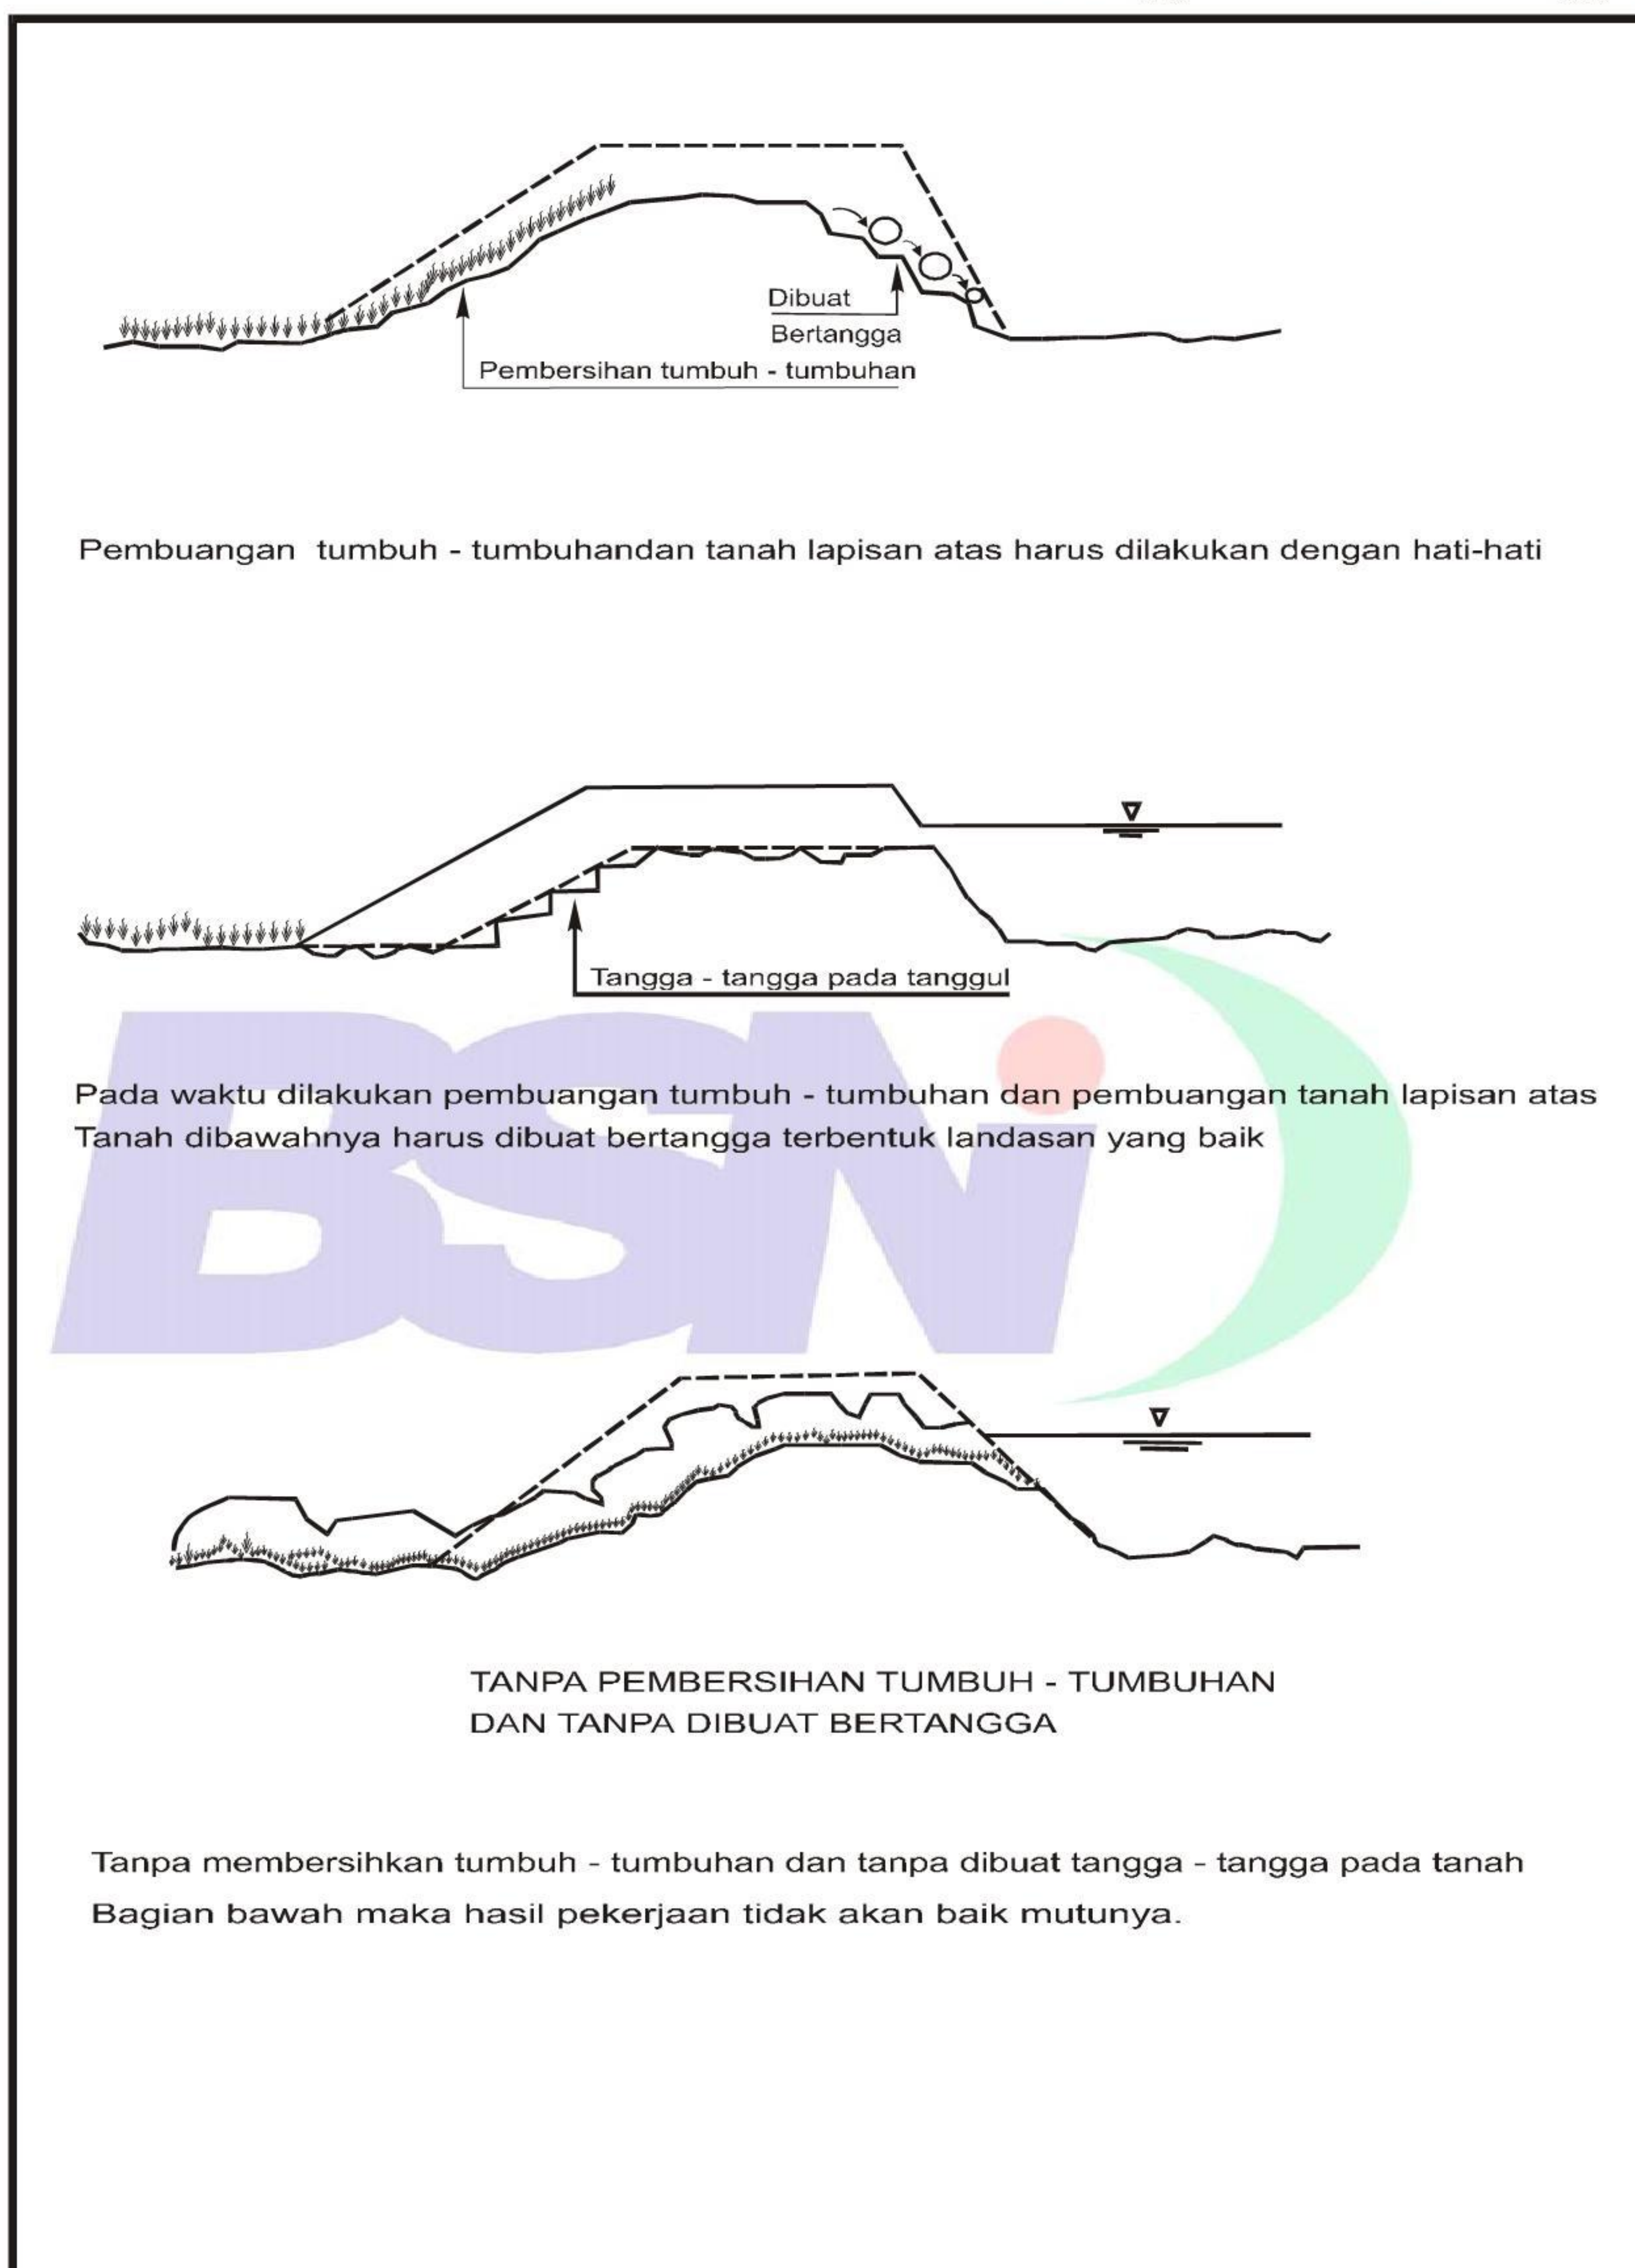 Dibuat
Bertangga
Pembersihan tumbuh - tumbuhan
Pembuangan tumbuh - tumbuhandan tanah lapisan atas harus dilakukan dengan hati-hati
Tangga - tangga pada tanggul
BSNi
Pada waktu dilakukan pembuangan tumbuh - tumbuhan dan pembuangan tanah lapisan atas
Tanah dibawahnya harus dibuat bertangga terbentuk landasan yang baik
TANPA PEMBERSIHAN TUMBUH - TUMBUHAN
DAN TANPA DIBUAT BERTANGGA
Tanpa membersihkan tumbuh - tumbuhan dan tanpa dibuat tangga - tangga pada tanah
Bagian bawah maka hasil pekerjaan tidak akan baik mutunya.